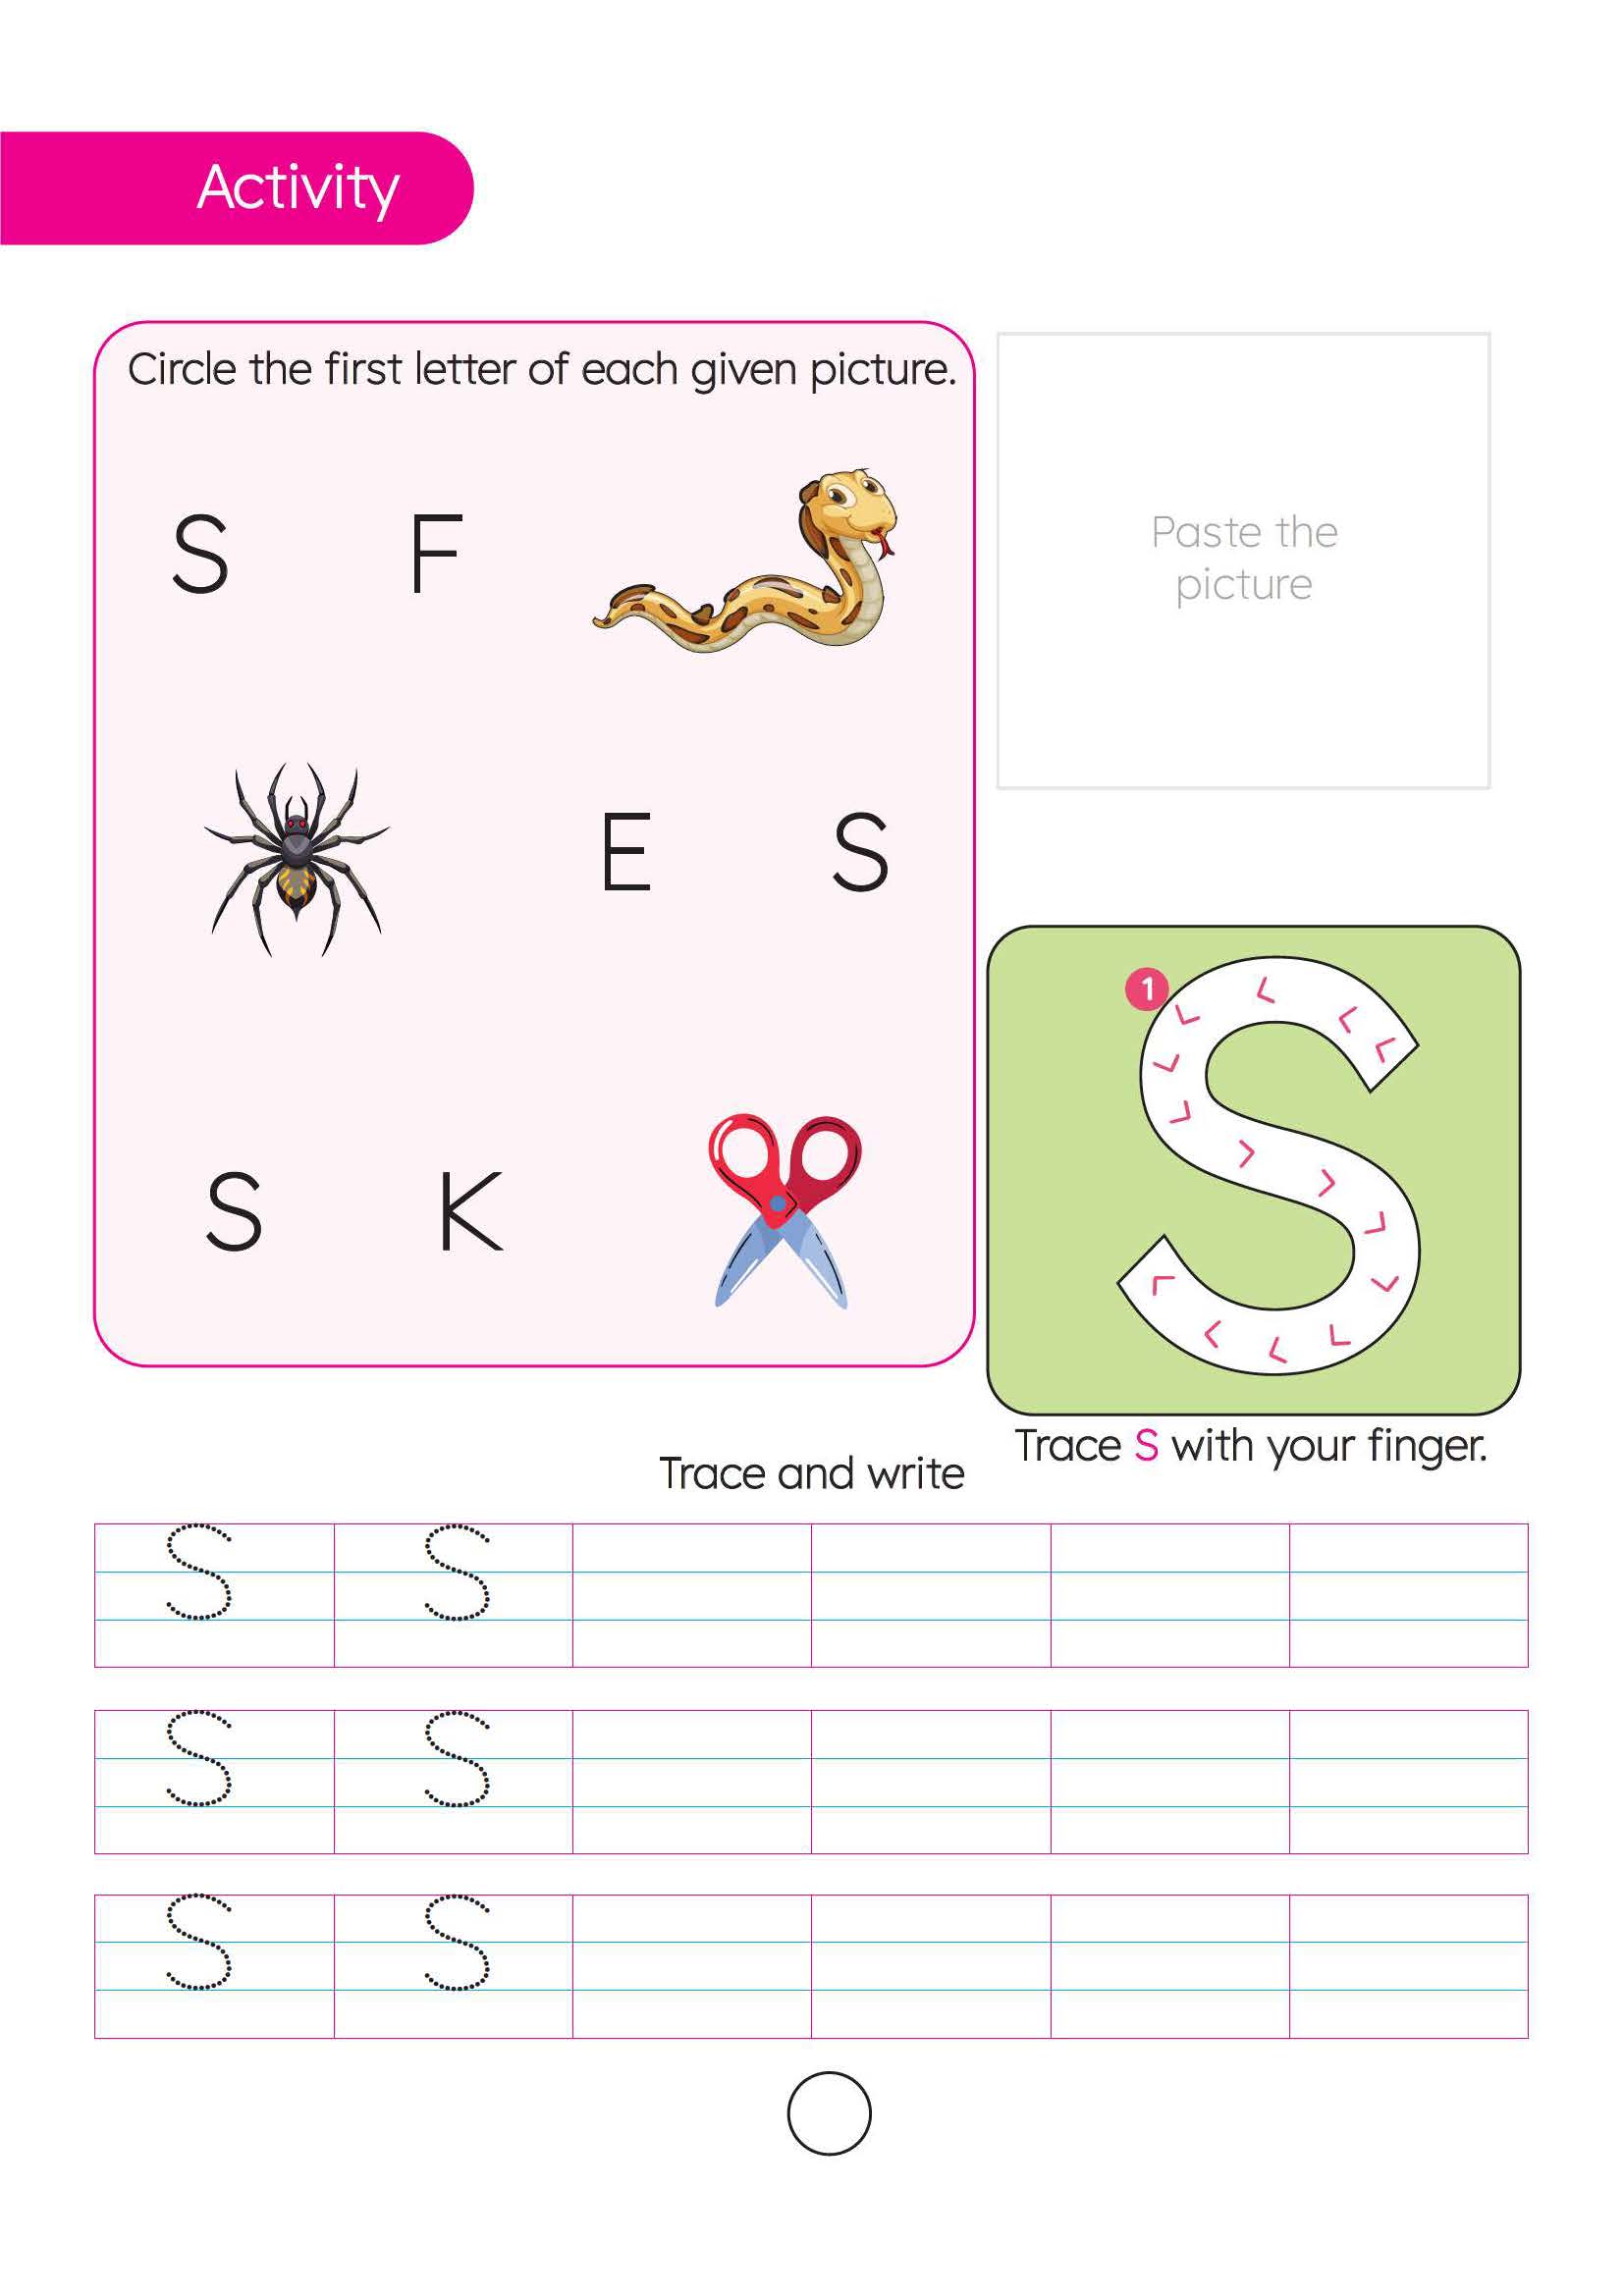 Activity
Circle the first letter of each given picture.
S F
E S
S K
Paste the
picture
1
S
Trace S with your finger.
Trace and write
S S
S S
S S